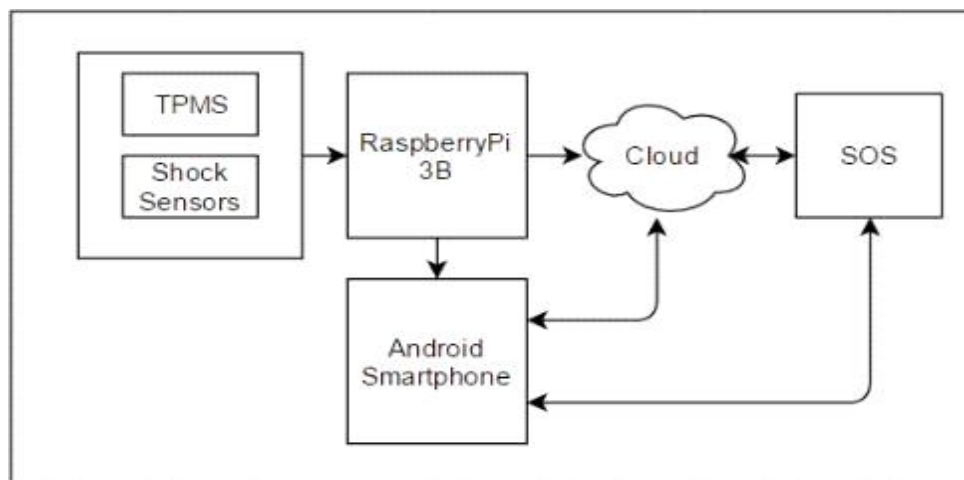 TPMS
Shock
Sensors
RaspberryPi
3B
Cloud
SOS
Android
Smartphone